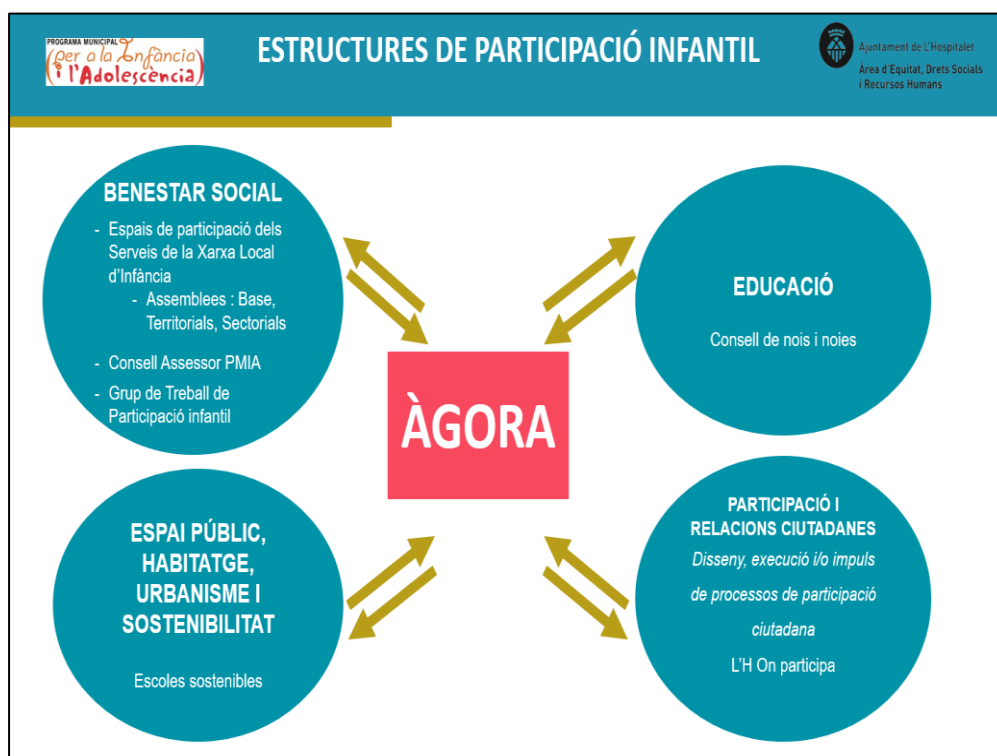 PROGRAMA MUNICIPAL
(per a la Infància
i l'Adolescència)
ESTRUCTURES DE PARTICIPACIÓ INFANTIL
Ajuntament de L'Hospitalet
Àrea d'Equitat, Drets Socials
i Recursos Humans
BENESTAR SOCIAL
- Espais de participació dels
Serveis de la Xarxa Local
d'Infància
- Assemblees : Base,
Territorials, Sectorials
- Consell Assessor PMIA
- Grup de Treball de
Participació infantil
EDUCACIÓ
Consell de nois i noies
ÀGORA
ESPAI PÚBLIC,
HABITATGE,
URBANISME I
SOSTENIBILITAT
Escoles sostenibles
PARTICIPACIÓ I
RELACIONS CIUTADANES
Disseny, execució i/o impuls
de processos de participació
ciutadana
L'H On participa